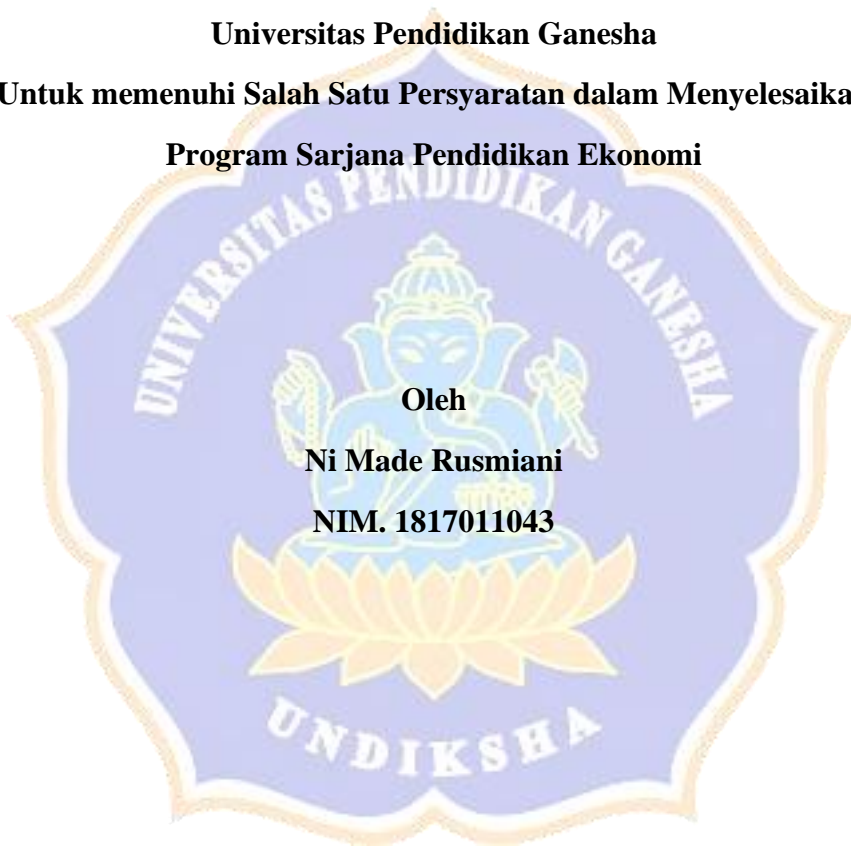 Universitas Pendidikan Ganesha
Untuk memenuhi Salah Satu Persyaratan dalam Menyelesaika
Program Sarjana Pendidikan Ekonomi
UNIVERSITAS PENDIDIKAN GANESHA
Oleh
Ni Made Rusmiani
NIM. 1817011043
UNDIKSHA